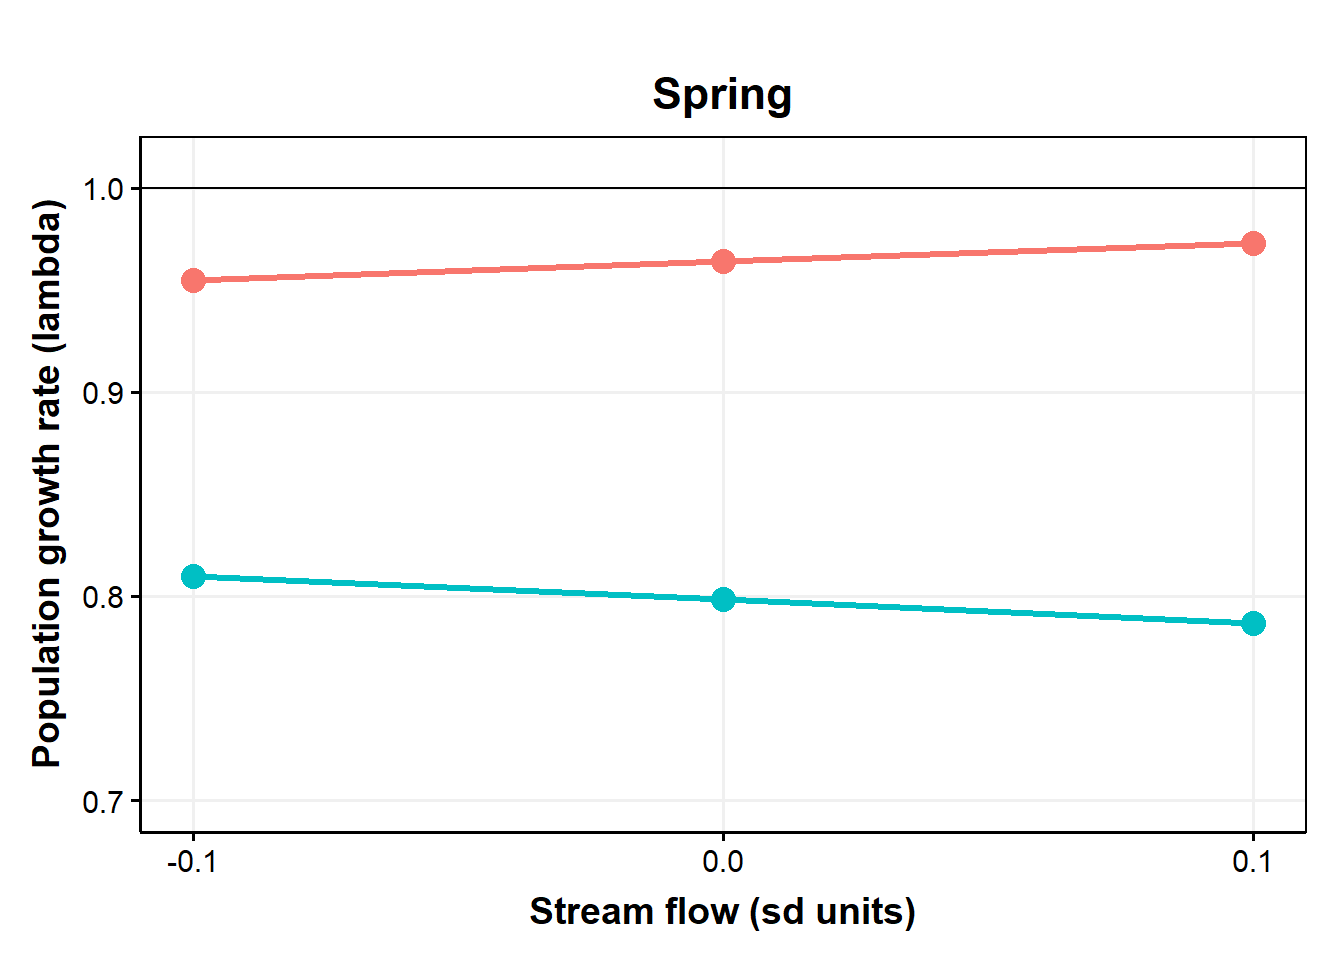 Spring
Population growth rate (lambda)
1.0
0.9
0.8
0.7
-0.1
0.0
0.1
Stream flow (sd units)